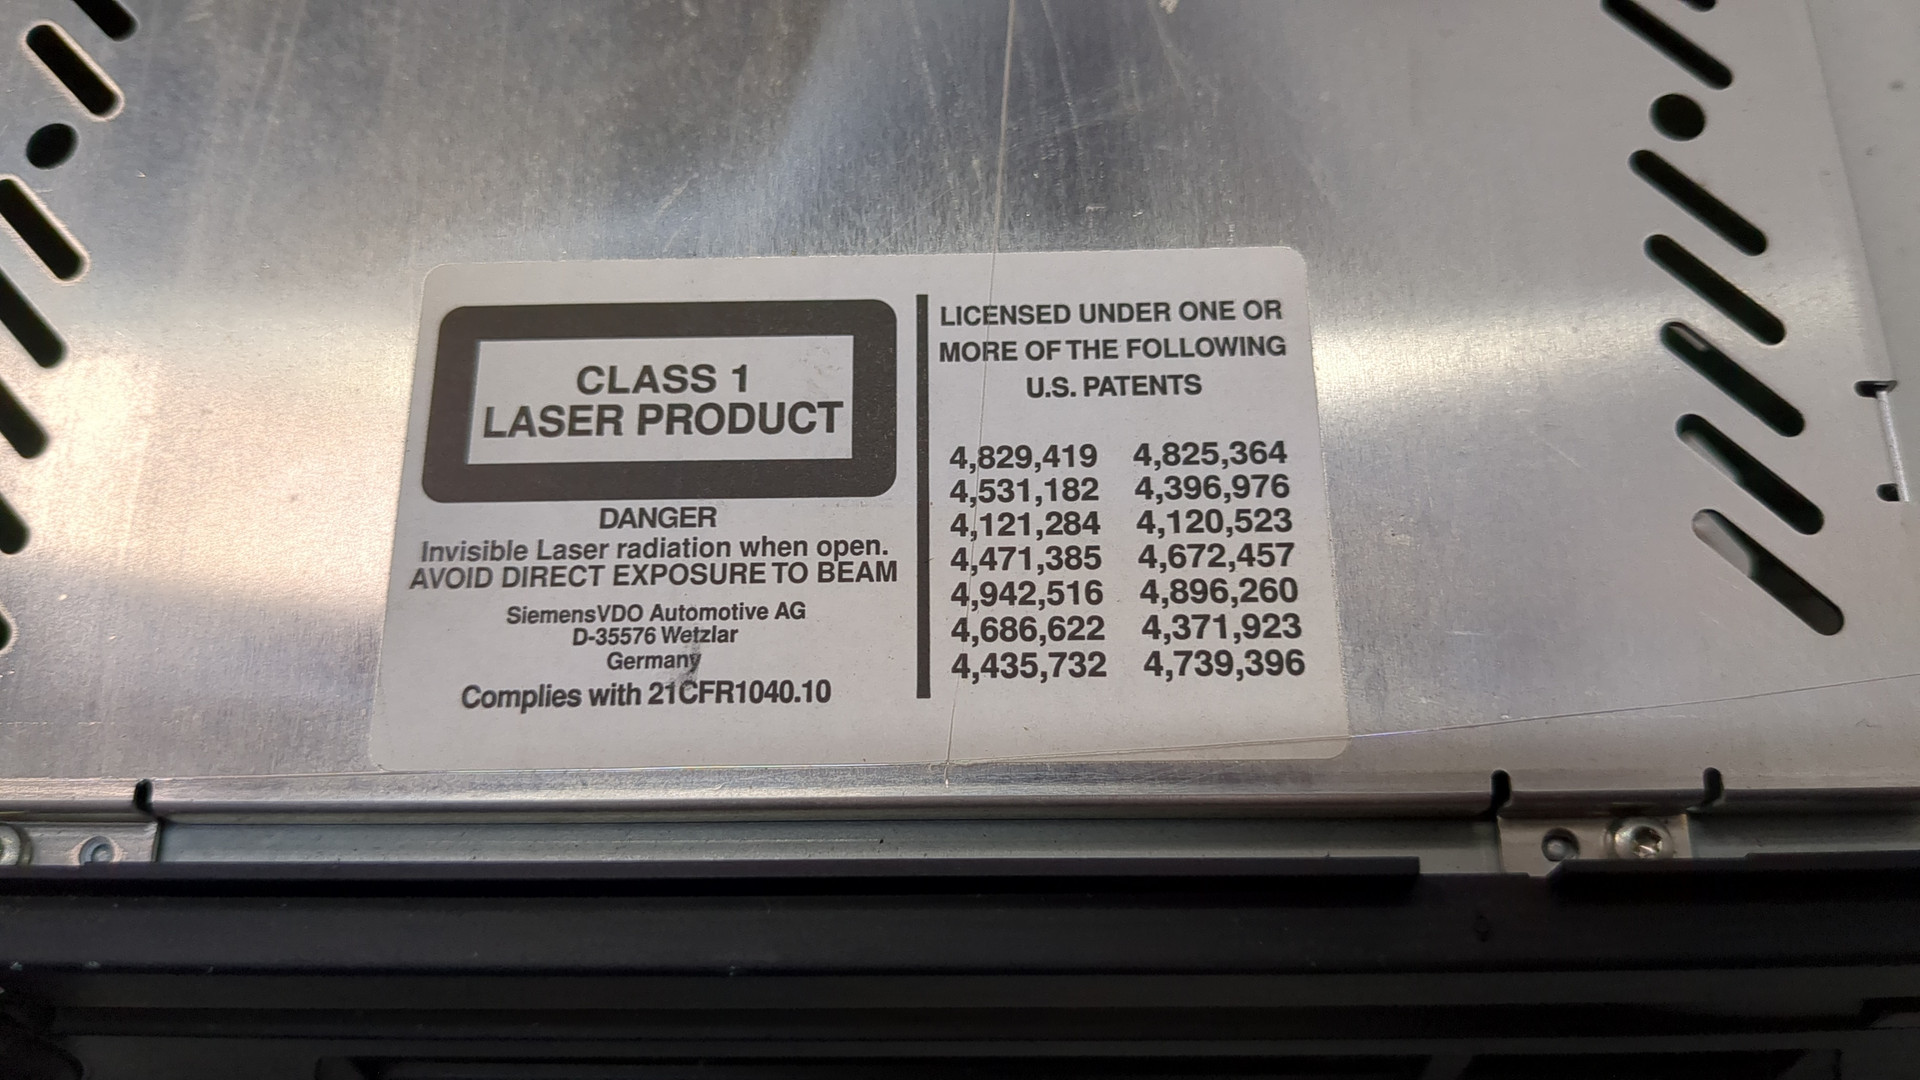 CLASS 1
LASER PRODUCT
DANGER
Invisible Laser radiation when open.
AVOID DIRECT EXPOSURE TO BEAM
SiemensVDO Automotive AG
D-35576 Wetzlar
Germany
Complies with 21CFR1040.10
LICENSED UNDER ONE OR
MORE OF THE FOLLOWING
U.S. PATENTS
4,829,419 4,825,364
4,531,182 4,396,976
4,121,284 4,120,523
4,471,385 4,672,457
4,942,516 4,896,260
4,686,622 4,371,923
4,435,732 4,739,396